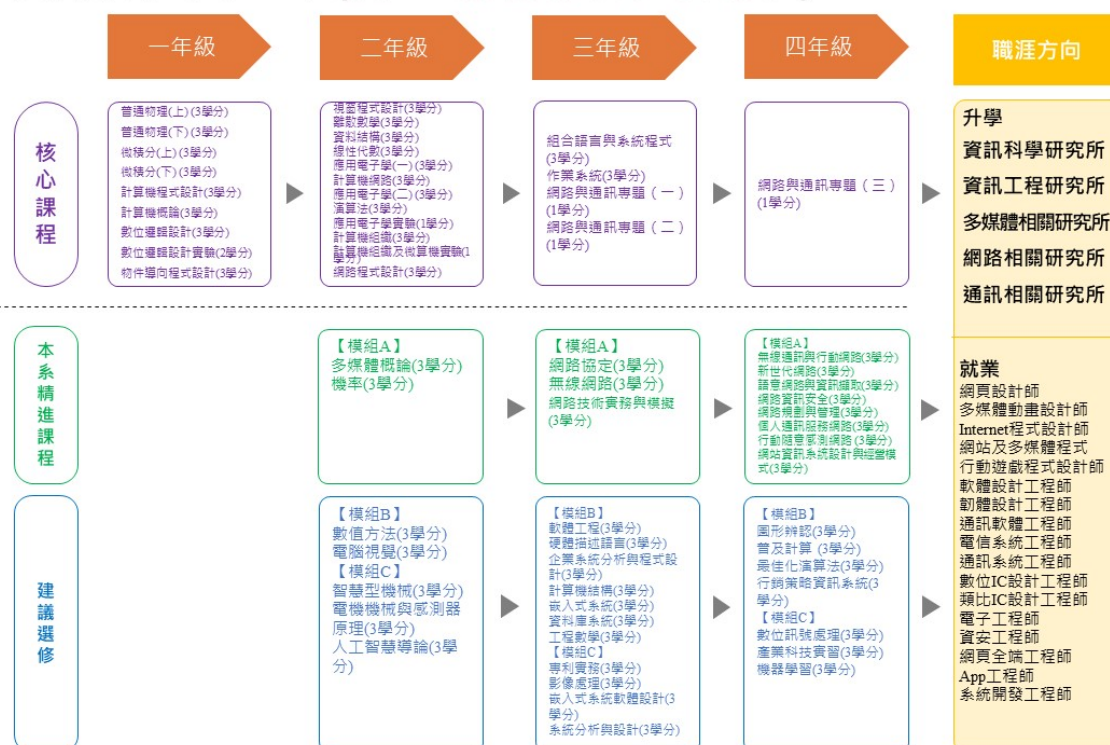 一年級
二年級
三年級
四年級
職涯方向
核心課程
普通物理(上)(3學分)
普通物理(下)(3學分)
微積分(上)(3學分)
微積分(下)(3學分)
計算機程式設計(3學分)
計算機概論(3學分)
數位邏輯設計(3學分)
數位邏輯設計實驗(2學分)
物件導向程式設計(3學分)
視窗程式設計(3學分)
離散數學(3學分)
資料結構(3學分)
線性代數(3學分)
應用電子學(一)(3學分)
計算機網路(3學分)
應用電子學(二)(3學分)
演算法(3學分)
應用電子學實驗(1學分)
計算機組織(3學分)
計算機組織及微算機實驗(1
學分)
網路程式設計(3學分)
組合語言與系統程式
(3學分)
作業系統(3學分)
網路與通訊專題（一）
(1學分)
網路與通訊專題（二）
(1學分)
網路與通訊專題（三）
(1學分)
升學
資訊科學研究所
資訊工程研究所
多媒體相關研究所
網路相關研究所
通訊相關研究所
本系精進課程
【模組A】
多媒體概論(3學分)
機率(3學分)
【模組A】
網路協定(3學分)
無線網路(3學分)
網路技術實務與模擬
(3學分)
【模組A】
無線通訊與行動網路(3學分)
新世代網路(3學分)
語意網路與資訊擷取(3學分)
網路資訊安全(3學分)
網路規劃與管理(3學分)
個人通訊服務網路(3學分)
行動隨意感測網路 (3學分)
網站資訊系統設計與經營模
式(3學分)
就業
網頁設計師
多媒體動畫設計師
Internet程式設計師
網站及多媒體程式
行動遊戲程式設計師
軟體設計工程師
韌體設計工程師
通訊軟體工程師
電信系統工程師
通訊系統工程師
數位IC設計工程師
類比IC設計工程師
電子工程師
資安工程師
網頁全端工程師
App工程師
系統開發工程師
建議選修
【模組B】
數值方法(3學分)
電腦視覺(3學分)
【模組C】
智慧型機械(3學分)
電機機械與感測器
原理(3學分)
人工智慧導論(3學
分)
【模組B】
軟體工程(3學分)
硬體描述語言(3學分)
企業系統分析與程式設
計(3學分)
計算機結構(3學分)
嵌入式系統(3學分)
資料庫系統(3學分)
工程數學(3學分)
【模組C】
專利實務(3學分)
影像處理(3學分)
嵌入式系統軟體設計(3
學分)
系統分析與設計(3學分)
【模組B】
圖形辨認(3學分)
普及計算 (3學分)
最佳化演算法(3學分)
行銷策略資訊系統(3
學分)
【模組C】
數位訊號處理(3學分)
產業科技實習(3學分)
機器學習(3學分)